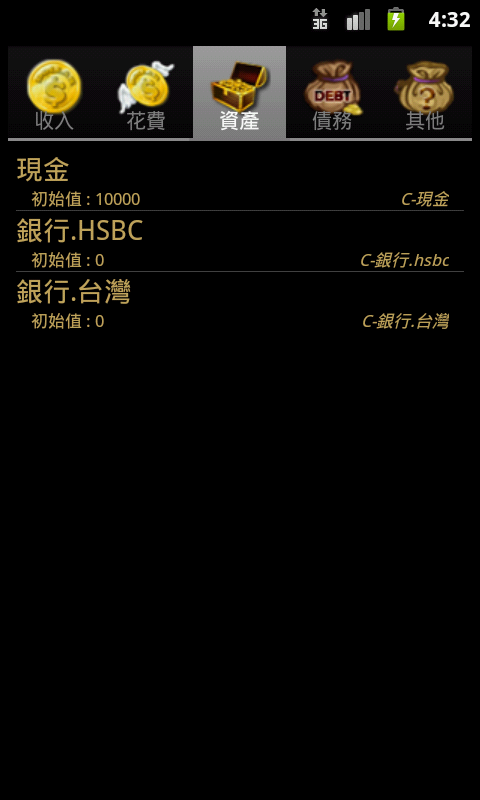 3G 4:32
收入 花費 資產 債務 其他
DEBT
現金
初始值 : 10000 C-現金
銀行.HSBC
初始值 : 0 C-銀行.hsbc
銀行.台灣
初始值 : 0 C-銀行.台灣